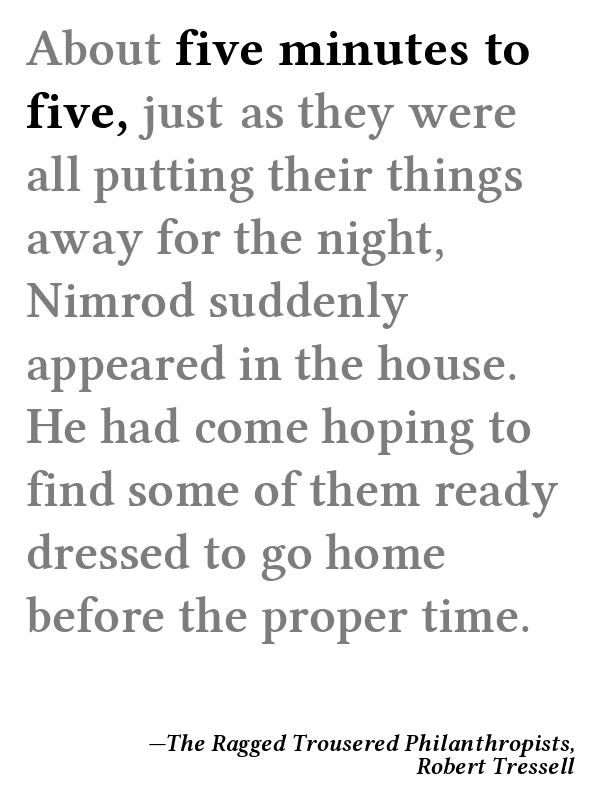 About five minutes to
five, just as they were
all putting their things
away for the night,
Nimrod suddenly
appeared in the house.
He had come hoping to
find some of them ready
dressed to go home
before the proper time.
—The Ragged Trousered Philanthropists,
Robert Tressell